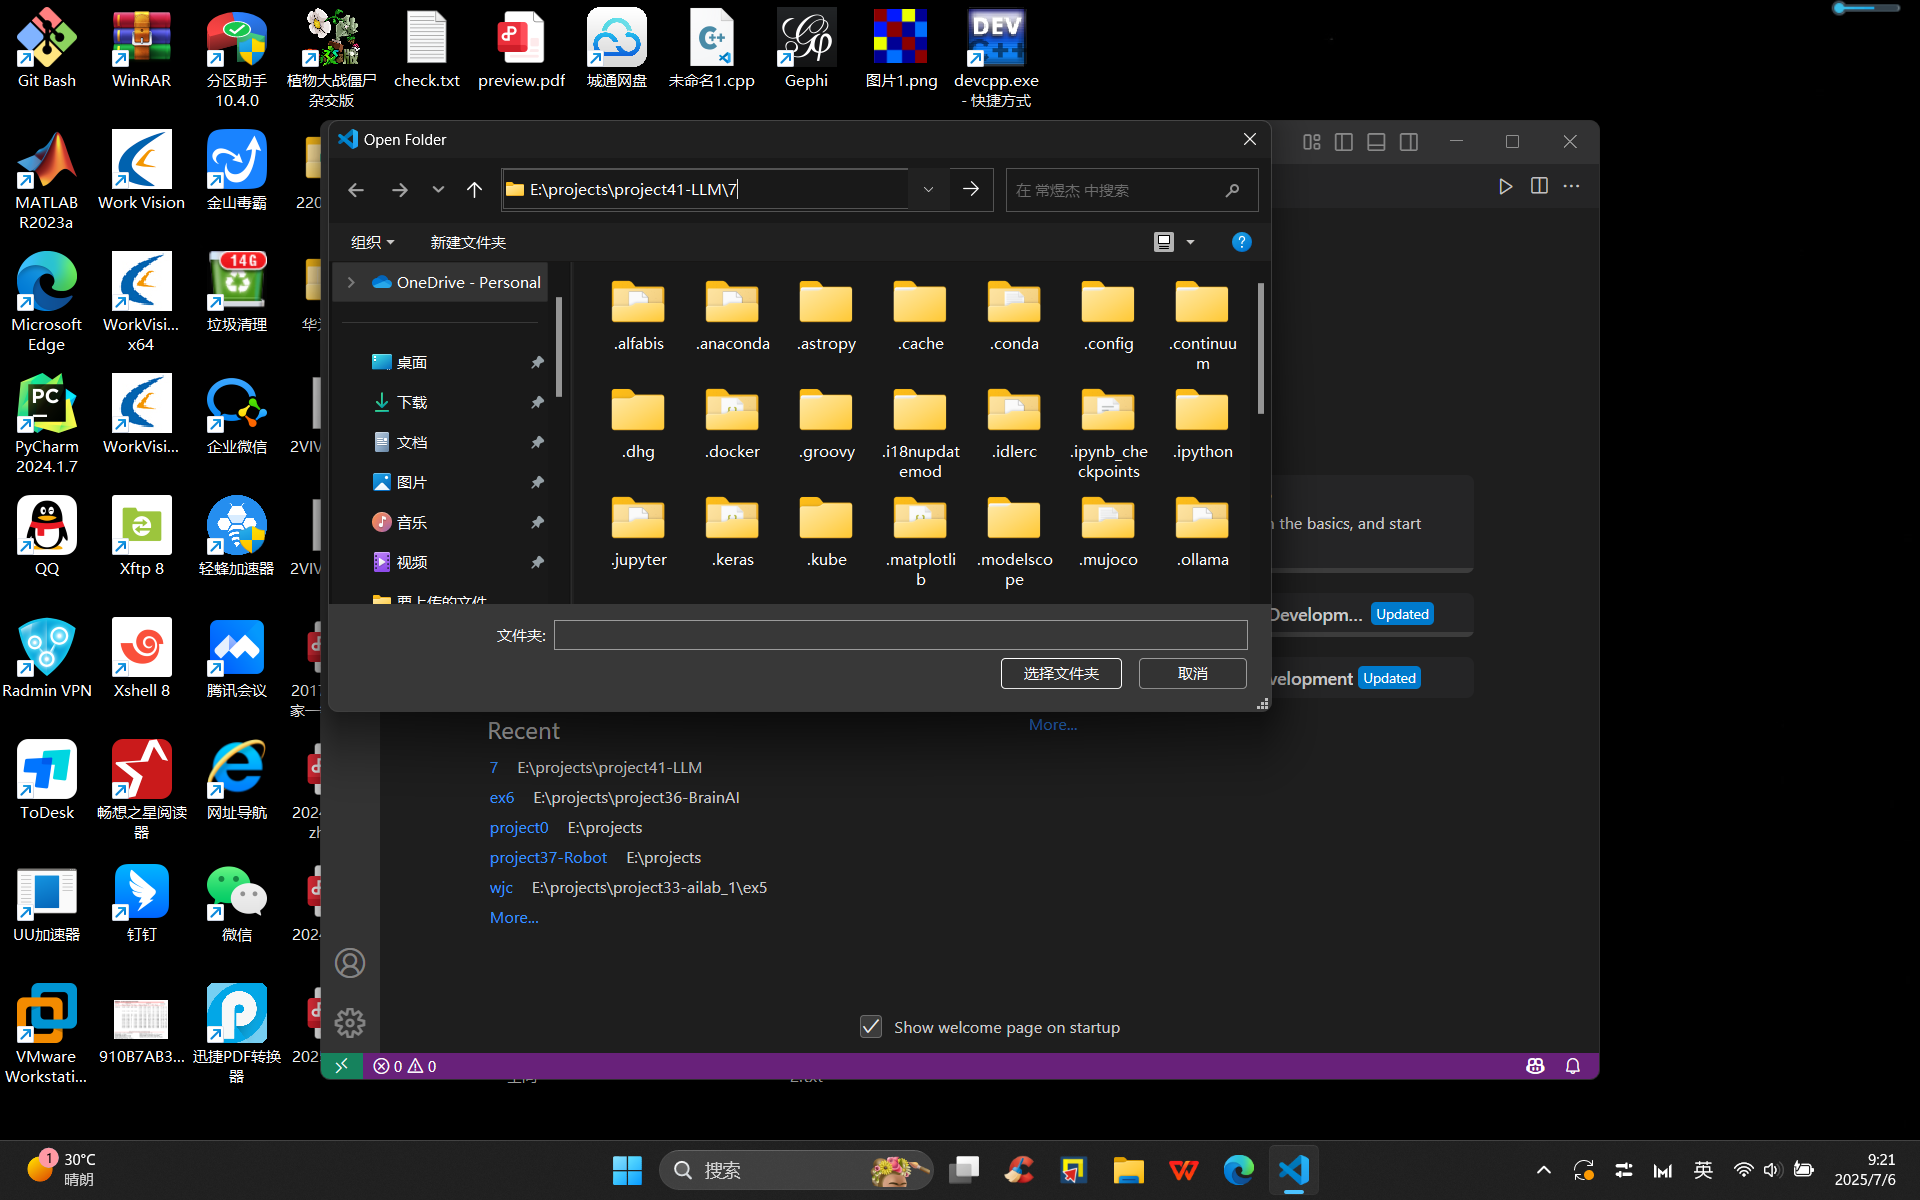 Git Bash
WinRAR
分区助手
10.4.0
植物大战僵尸
杂交版
check.txt
preview.pdf
城通网盘
未命名1.cpp
Gephi
图片1.png
devcpp.exe
- 快捷方式
MATLAB
R2023a
Work Vision
金山毒霸
220
Microsoft
Edge
WorkVisi...
x64
14G
垃圾清理
PyCharm
2024.1.7
WorkVisi...
企业微信
2VIV
QQ
Xftp 8
轻蜂加速器
2VIV
Radmin VPN
Xshell 8
腾讯会议
2017
家一
ToDesk
畅想之星阅读
器
网址导航
2024
zh
UU加速器
钉钉
微信
2024
VMware
Workstati...
910B7AB3...
迅捷PDF转换
器
202
Open Folder
E:\projects\project41-LLM\7
在 常煜杰 中搜索
组织
新建文件夹
OneDrive - Personal
桌面
下载
文档
图片
音乐
视频
要上传的文件
.alfabis
.anaconda
.astropy
.cache
.conda
.config
.continuu
m
.dhg
.docker
.groovy
.i18nupdat
emod
.idlerc
.ipynb_che
ckpoints
.ipython
.jupyter
.keras
.kube
.matplotli
b
.modelsco
pe
.mujoco
.ollama
文件夹:
选择文件夹
取消
the basics, and start
Developm...
Updated
velopment
Updated
More...
Recent
7 E:\projects\project41-LLM
ex6 E:\projects\project36-BrainAI
project0 E:\projects
project37-Robot E:\projects
wjc E:\projects\project33-ailab_1\ex5
More...
Show welcome page on startup
0 0
1
30°C
晴朗
搜索
英
9:21
2025/7/6